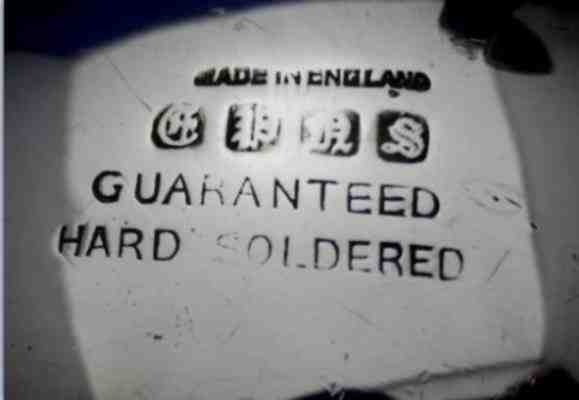 MADE IN ENGLAND
E P N S
GUARANTEED
HARD SOLDERED